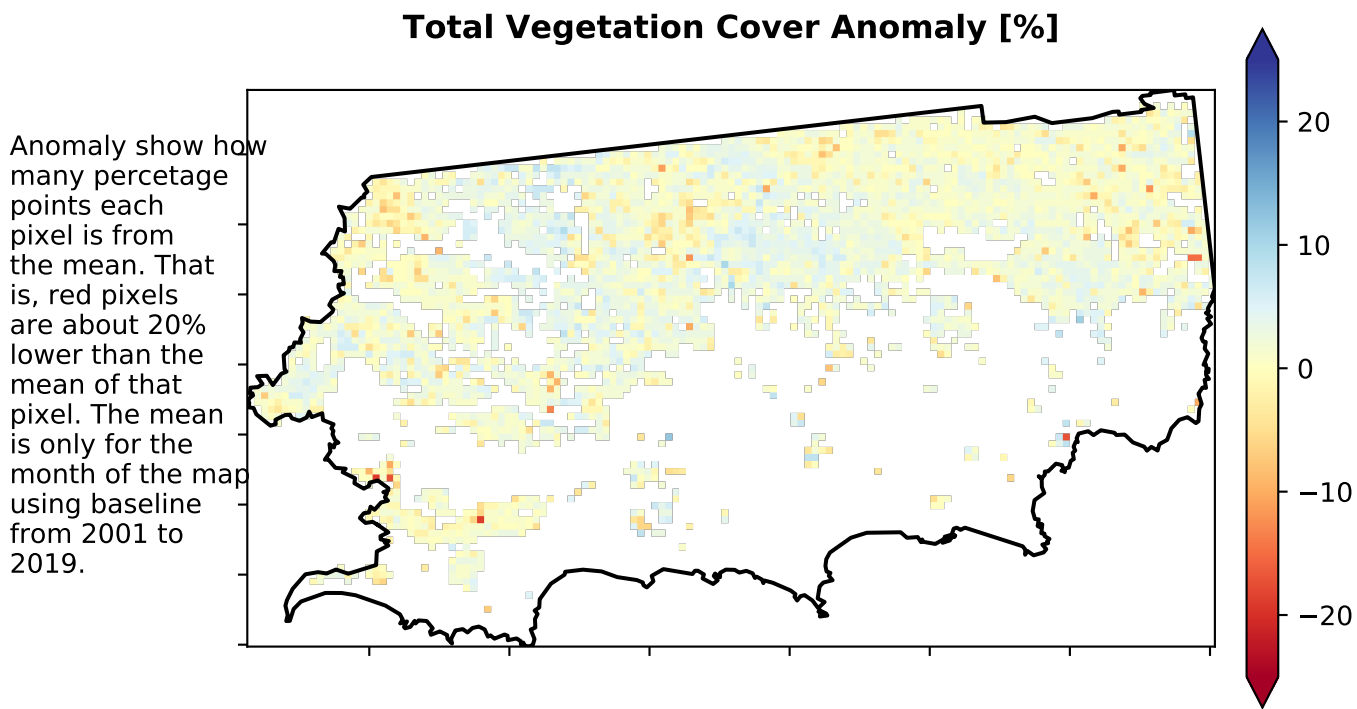 Total Vegetation Cover Anomaly [%]
Anomaly show how
many percetage
points each
pixel is from
the mean. That
is, red pixels
are about 20%
lower than the
mean of that
pixel. The mean
is only for the
month of the map
using baseline
from 2001 to
2019.
20
10
0
−10
−20